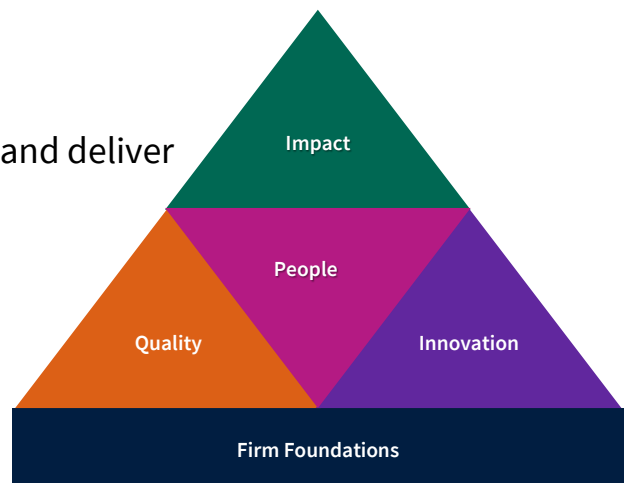 Impact
and deliver
People
Quality
Innovation
Firm Foundations